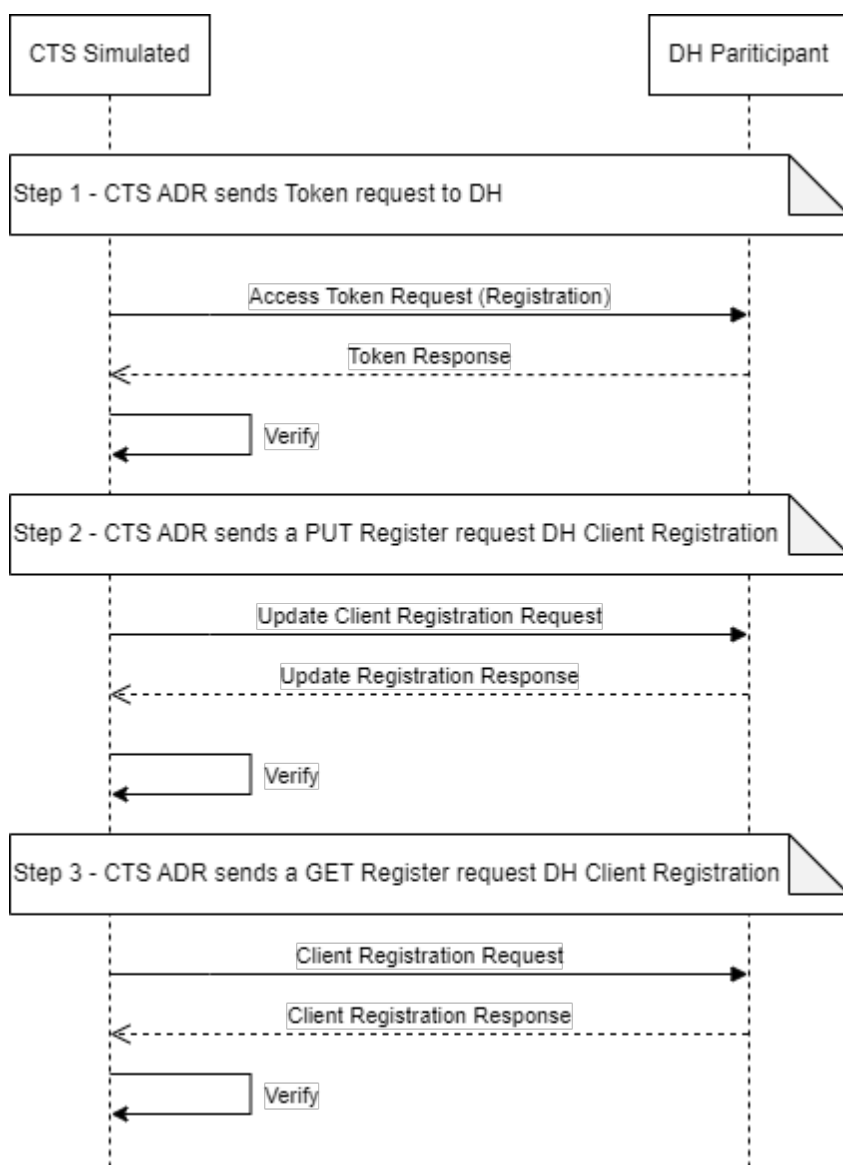 CTS Simulated
DH Pariticipant
Step 1 - CTS ADR sends Token request to DH
Access Token Request (Registration)
Token Response
Verify
Step 2 - CTS ADR sends a PUT Register request DH Client Registration
Update Client Registration Request
Update Registration Response
Verify
Step 3 - CTS ADR sends a GET Register request DH Client Registration
Client Registration Request
Client Registration Response
Verify